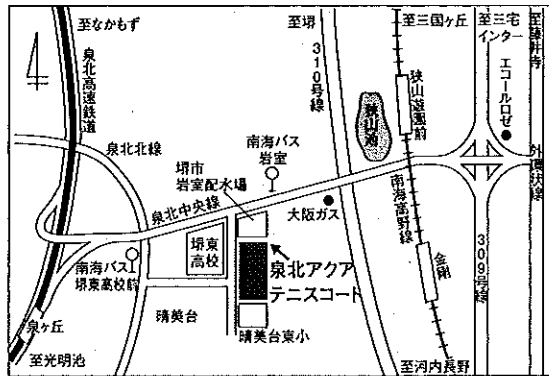 至なかもず
至堺
至三国ヶ丘
至三宅
インター
至藤井寺
泉北高速鉄道
310号線
狭山遊園前
エコールロゼ
狭山池
南海バス
岩室
泉北北線
堺市
岩室配水場
外環状線
泉北中央線
大阪ガス
南海高野線
堺東
高校
南海バス
堺東高校前
泉北アクア
テニスコート
金剛
309号線
泉ヶ丘
晴美台
晴美台東小
至光明池
至河内長野